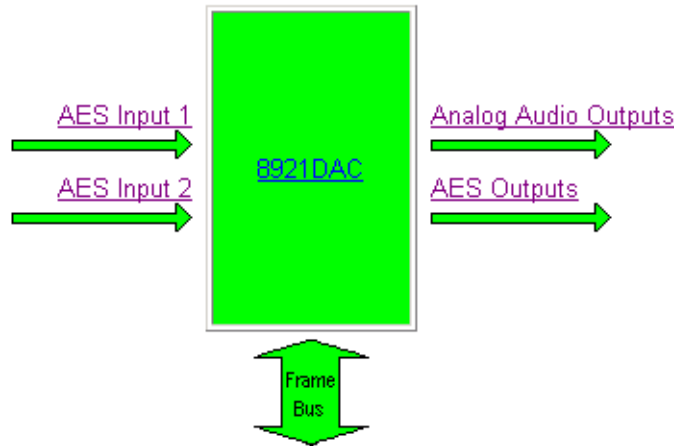 AES Input 1
Analog Audio Outputs
8921DAC
AES Input 2
AES Outputs
Frame
Bus